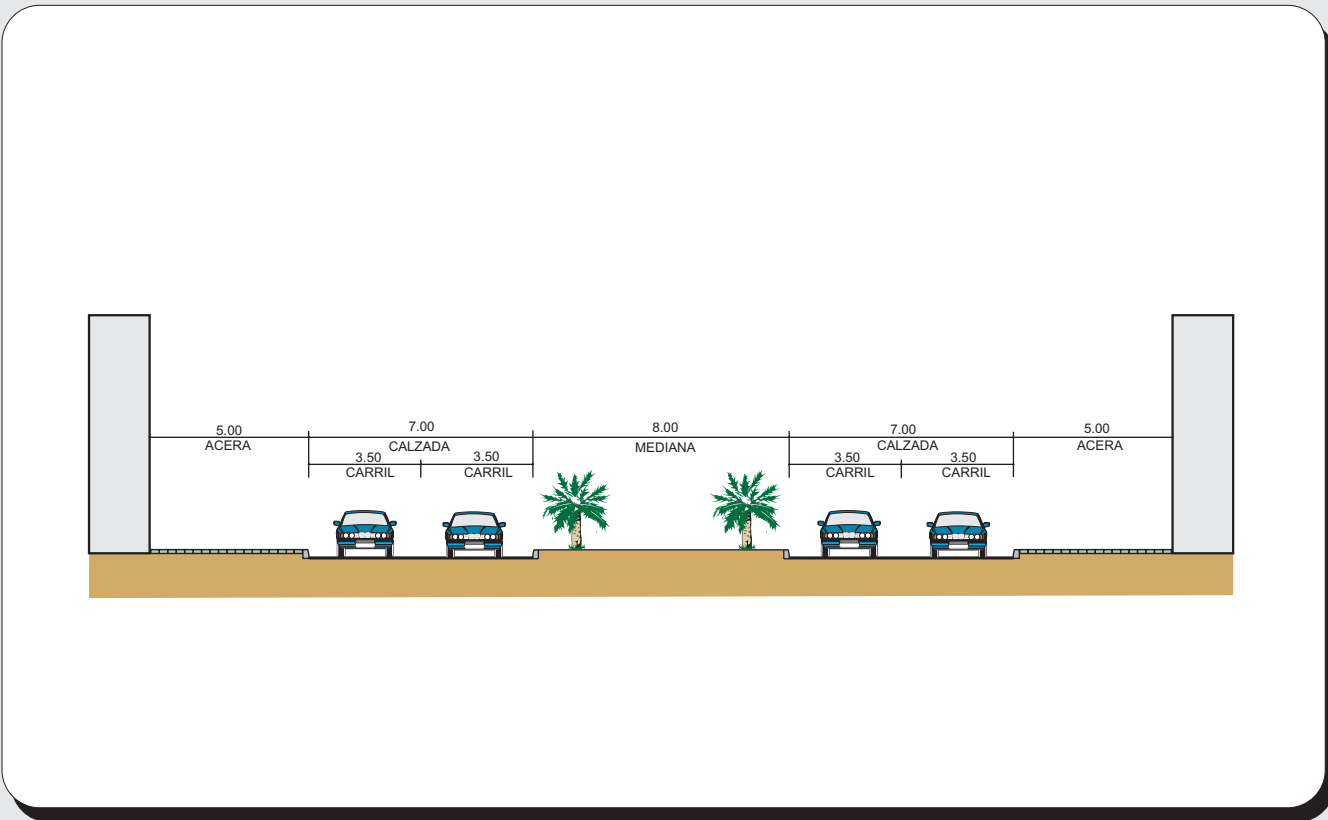 5.00
ACERA
7.00
CALZADA
3.50
CARRIL
3.50
CARRIL
8.00
MEDIANA
7.00
CALZADA
3.50
CARRIL
3.50
CARRIL
5.00
ACERA